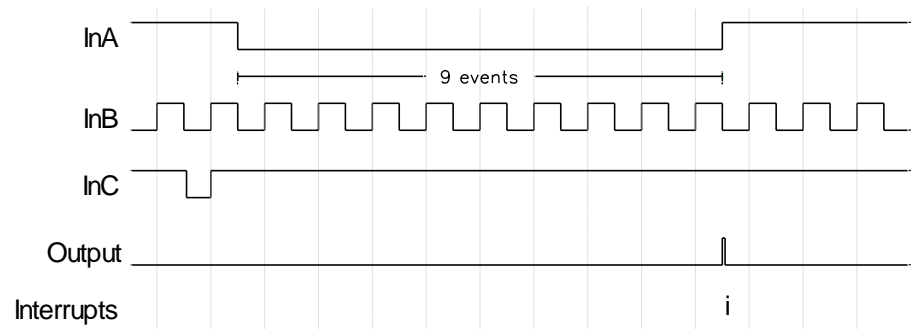 InA
9 events
InB
InC
Output
Interrupts
i